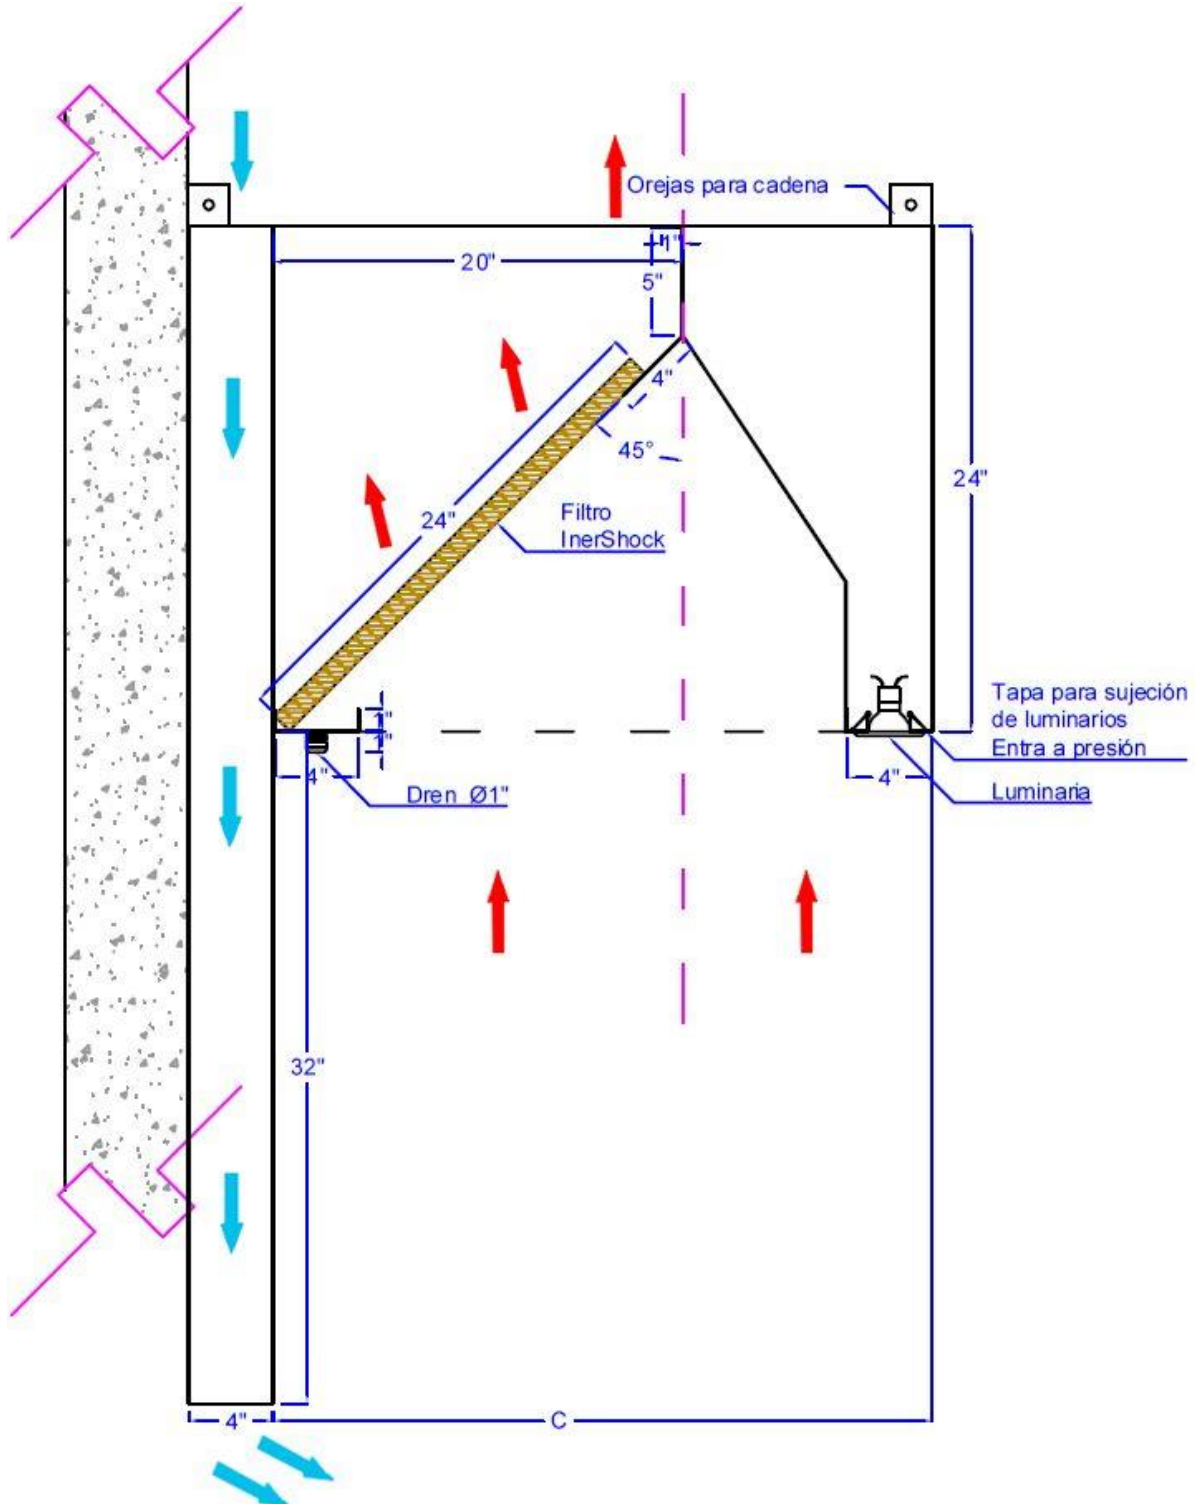 Orejas para cadena
1"
20"
5"
4"
45°
24"
24"
Filtro
InerShock
Tapa para sujeción
de luminarios
Entra a presión
1"
1"
4"
4"
Dren Ø1"
Luminaria
32"
4"
C